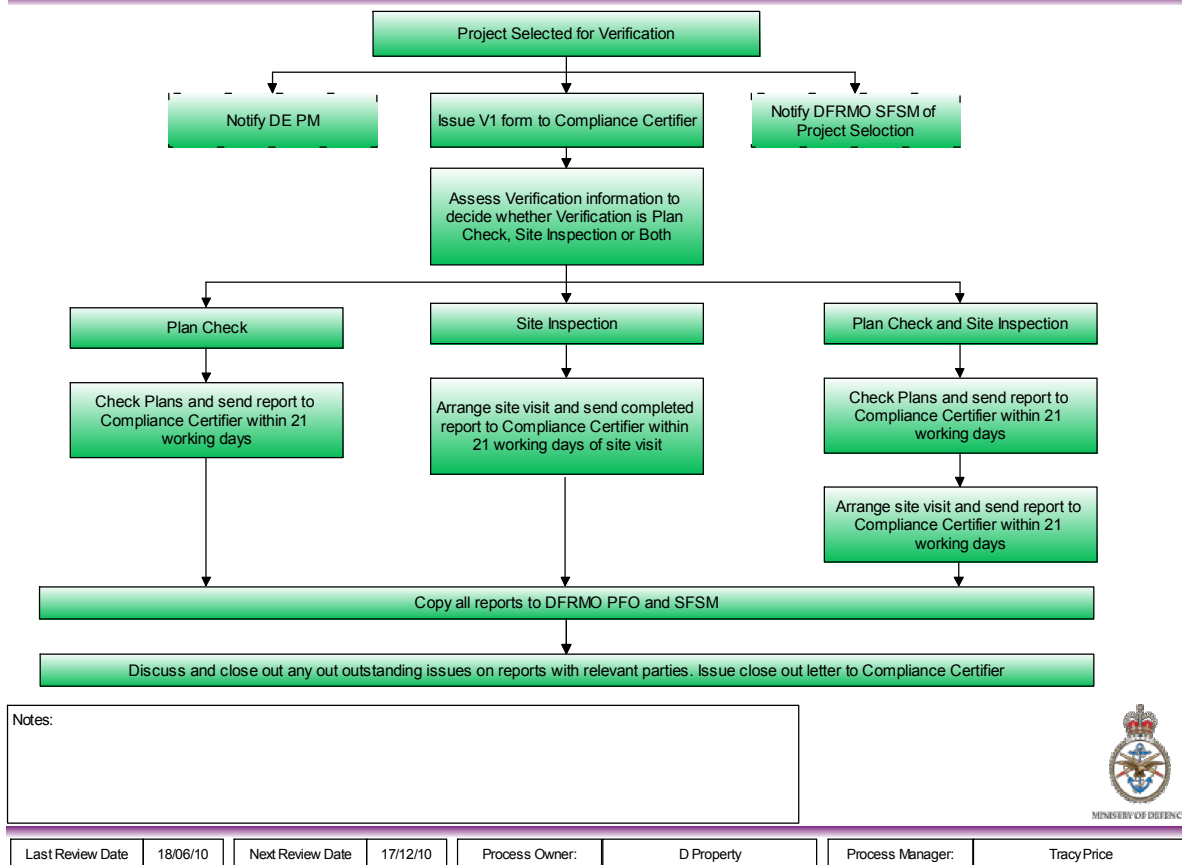 Project Selected for Verification
Notify DE PM
Issue V1 form to Compliance Certifier
Notify DFRMO SFSM of
Project Selection
Assess Verification information to
decide whether Verification is Plan
Check, Site Inspection or Both
Plan Check
Site Inspection
Plan Check and Site Inspection
Check Plans and send report to
Compliance Certifier within 21
working days
Arrange site visit and send completed
report to Compliance Certifier within
21 working days of site visit
Check Plans and send report to
Compliance Certifier within 21
working days
Arrange site visit and send report to
Compliance Certifier within 21
working days
Copy all reports to DFRMO PFO and SFSM
Discuss and close out any out outstanding issues on reports with relevant parties. Issue close out letter to Compliance Certifier
Notes:
MINISTRY OF DEFENCE
Last Review Date 18/06/10 Next Review Date 17/12/10 Process Owner: D Property Process Manager: Tracy Price